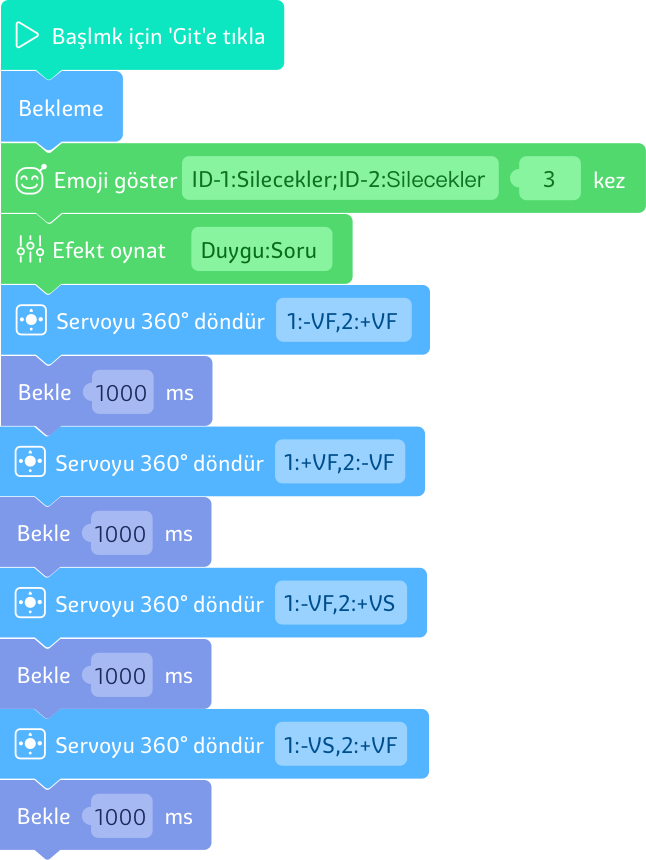 Başlmk için 'Git'e tıkla
Bekleme
Emoji göster ID-1:Silecekler;ID-2:Silecekler 3 kez
Efekt oynat Duygu:Soru
Servoyu 360° döndür 1:-VF,2:+VF
Bekle 1000 ms
Servoyu 360° döndür 1:+VF,2:-VF
Bekle 1000 ms
Servoyu 360° döndür 1:-VF,2:+VS
Bekle 1000 ms
Servoyu 360° döndür 1:-VS,2:+VF
Bekle 1000 ms